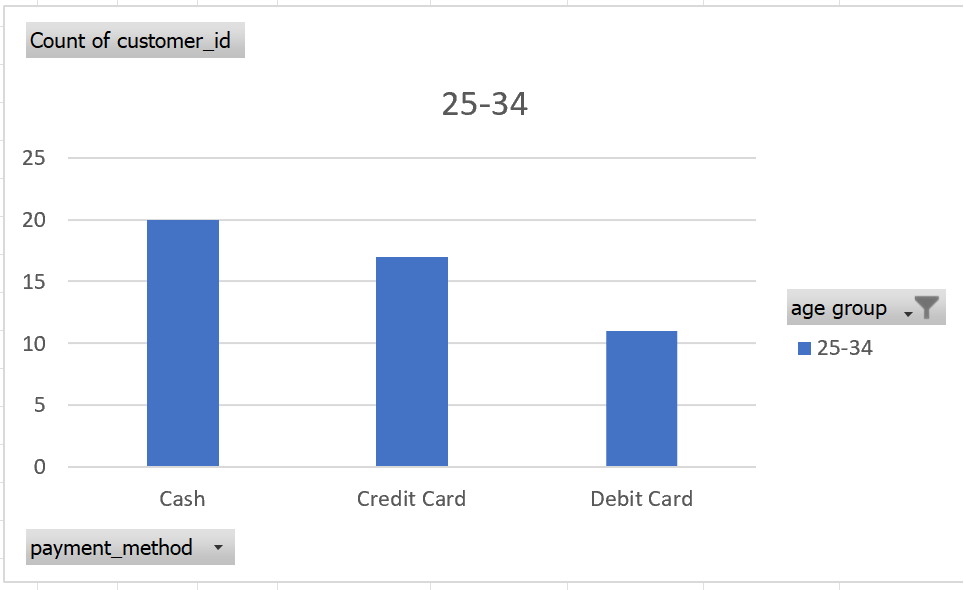 Count of customer_id
25-34
25
20
15
10
5
0
Cash Credit Card Debit Card
age group
25-34
payment_method